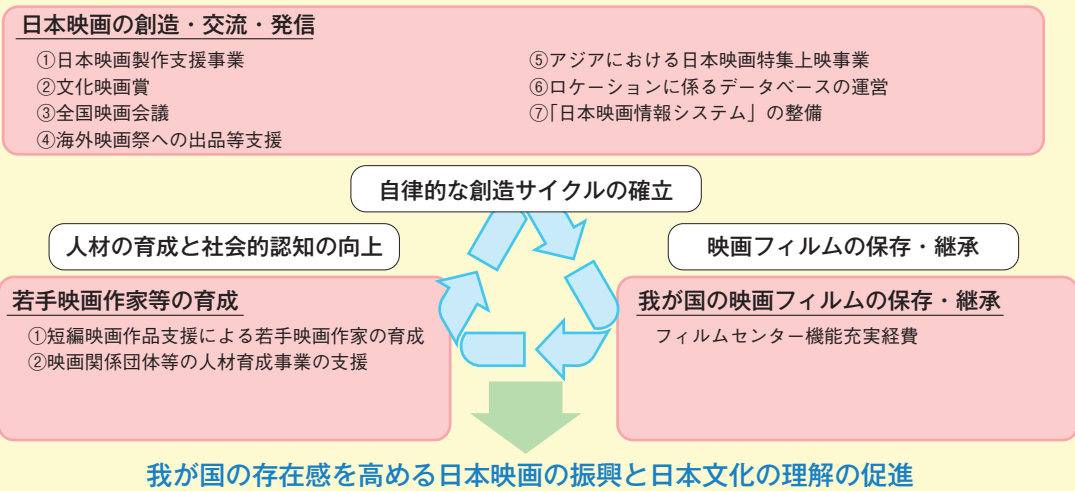 日本映画の創造・交流・発信
①日本映画製作支援事業
②文化映画賞
③全国映画会議
④海外映画祭への出品等支援
⑤アジアにおける日本映画特集上映事業
⑥ロケーションに係るデータベースの運営
⑦「日本映画情報システム」の整備
自律的な創造サイクルの確立
人材の育成と社会的認知の向上
映画フィルムの保存・継承
若手映画作家等の育成
①短編映画作品支援による若手映画作家の育成
②映画関係団体等の人材育成事業の支援
我が国の映画フィルムの保存・継承
フィルムセンター機能充実経費
我が国の存在感を高める日本映画の振興と日本文化の理解の促進